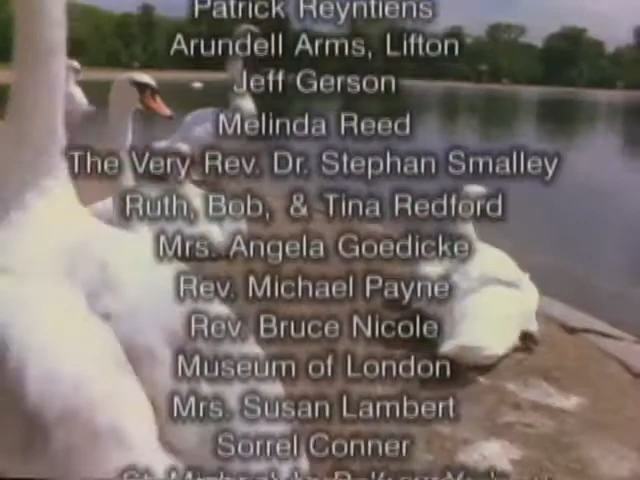 Patrick Reyntiens
Arundell Arms, Lifton
Jeff Gerson
Melinda Reed
The Very Rev. Dr. Stephan Smalley
Ruth, Bob, & Tina Redford
Mrs. Angela Goedicke
Rev. Michael Payne
Rev. Bruce Nicole
Museum of London
Mrs. Susan Lambert
Sorrel Conner